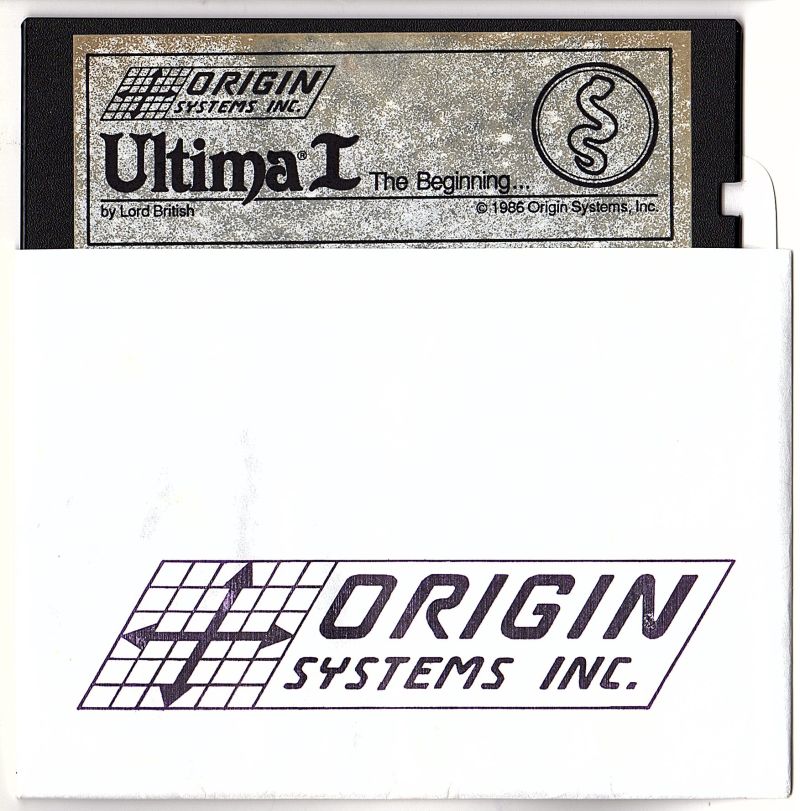 ORIGIN
SYSTEMS INC.
Ultima® I The Beginning...
by Lord British © 1986 Origin Systems, Inc.
ORIGIN
SYSTEMS INC.